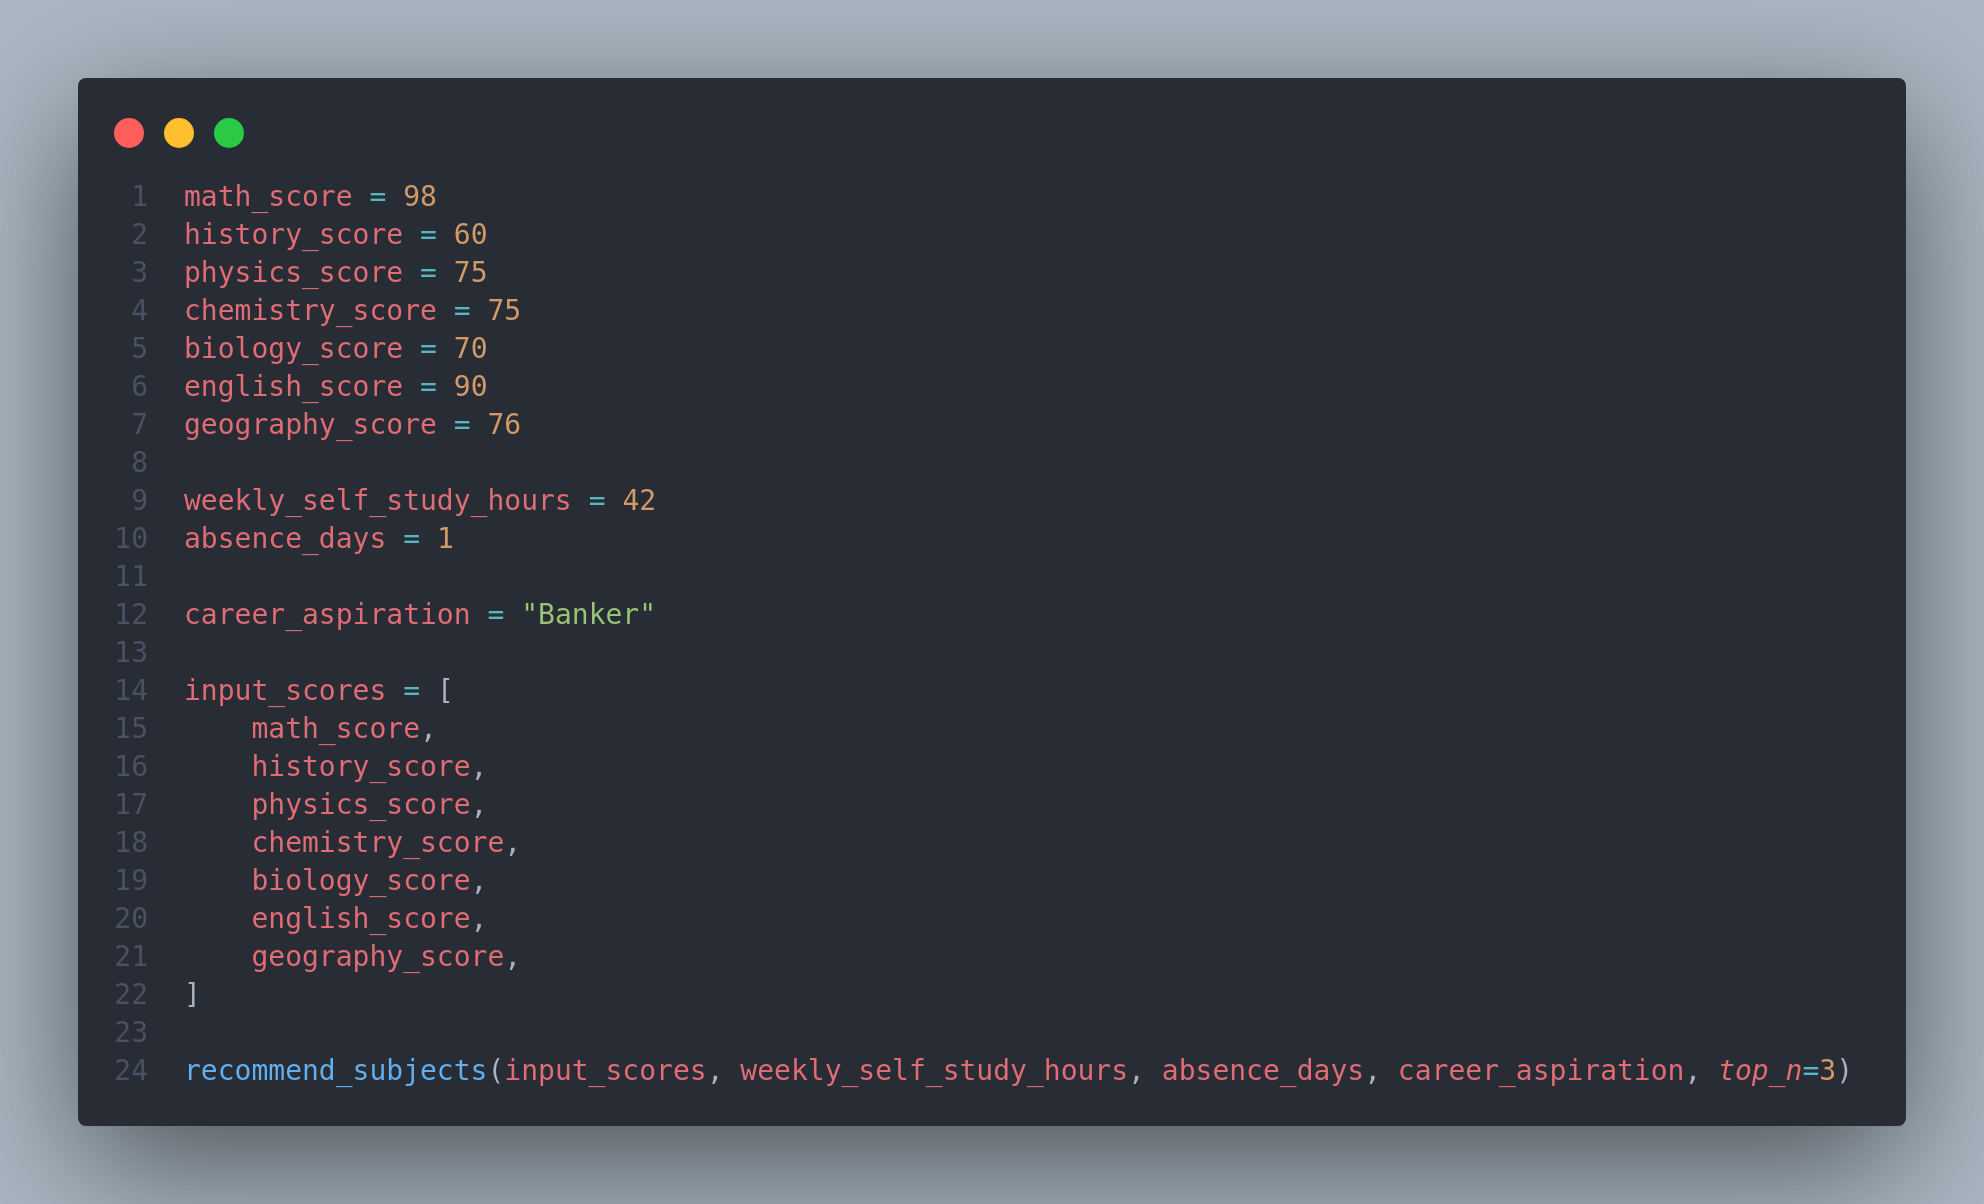 1 math_score = 98
2 history_score = 60
3 physics_score = 75
4 chemistry_score = 75
5 biology_score = 70
6 english_score = 90
7 geography_score = 76
8
9 weekly_self_study_hours = 42
10 absence_days = 1
11
12 career_aspiration = "Banker"
13
14 input_scores = [
15     math_score,
16     history_score,
17     physics_score,
18     chemistry_score,
19     biology_score,
20     english_score,
21     geography_score,
22 ]
23
24 recommend_subjects(input_scores, weekly_self_study_hours, absence_days, career_aspiration, top_n=3)